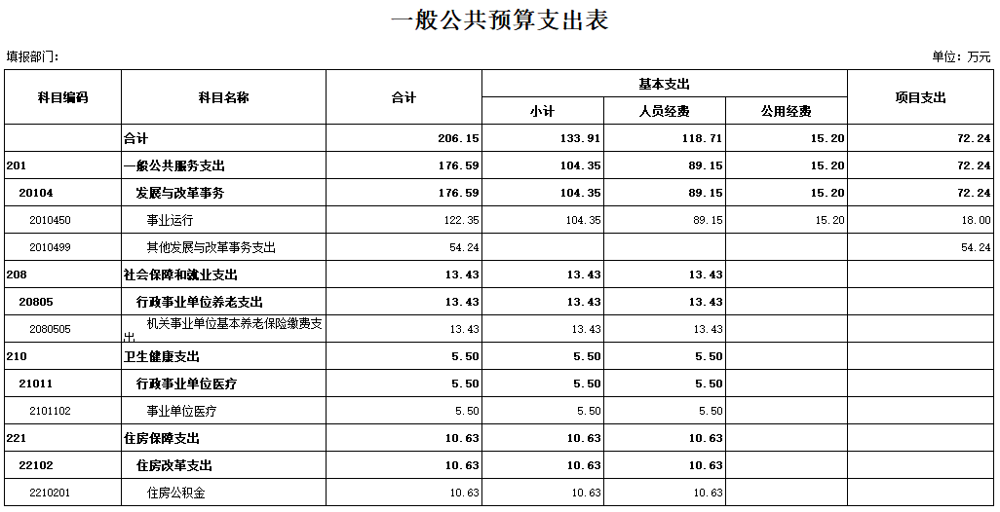 一般公共预算支出表
填报部门： 单位：万元
科目编码 科目名称 合计 基本支出 项目支出
小计 人员经费 公用经费
合计 206.15 133.91 118.71 15.20 72.24
201 一般公共服务支出 176.59 104.35 89.15 15.20 72.24
20104 发展与改革事务 176.59 104.35 89.15 15.20 72.24
2010450 事业运行 122.35 104.35 89.15 15.20 18.00
2010499 其他发展与改革事务支出 54.24 54.24
208 社会保障和就业支出 13.43 13.43 13.43
20805 行政事业单位养老支出 13.43 13.43 13.43
2080505 机关事业单位基本养老保险缴费支出 13.43 13.43 13.43
210 卫生健康支出 5.50 5.50 5.50
21011 行政事业单位医疗 5.50 5.50 5.50
2101102 事业单位医疗 5.50 5.50 5.50
221 住房保障支出 10.63 10.63 10.63
22102 住房改革支出 10.63 10.63 10.63
2210201 住房公积金 10.63 10.63 10.63